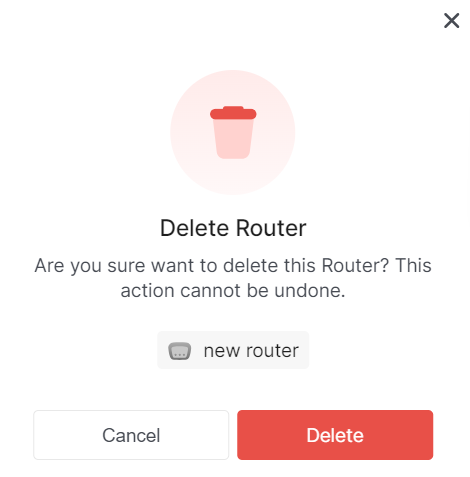 Delete Router
Are you sure want to delete this Router? This
action cannot be undone.
new router
Cancel
Delete